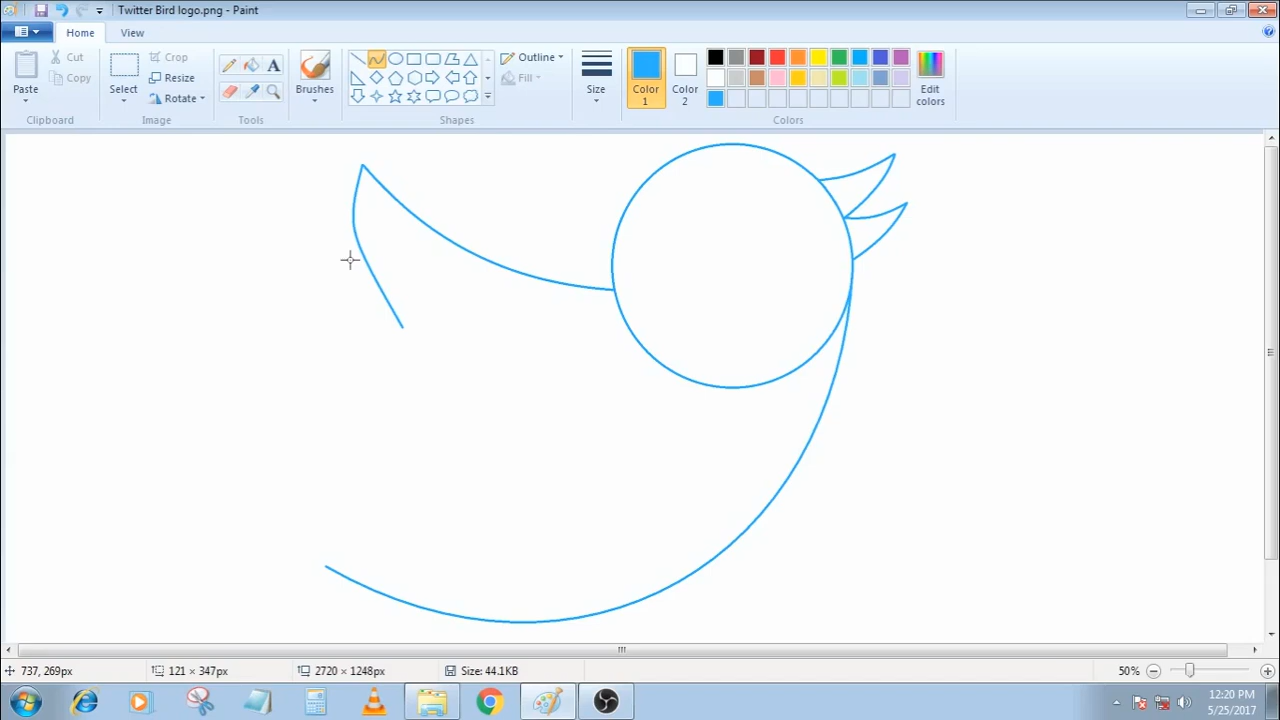 Twitter Bird logo.png - Paint
Home View
Paste
Cut
Copy
Clipboard
Select
Crop
Resize
Rotate
Image
A
Tools
Brushes
Shapes
Outline
Fill
Size
Color 1
Color 2
Edit colors
Colors
737, 269px 121 × 347px 2720 × 1248px Size: 44.1KB 50%
12:20 PM
5/25/2017